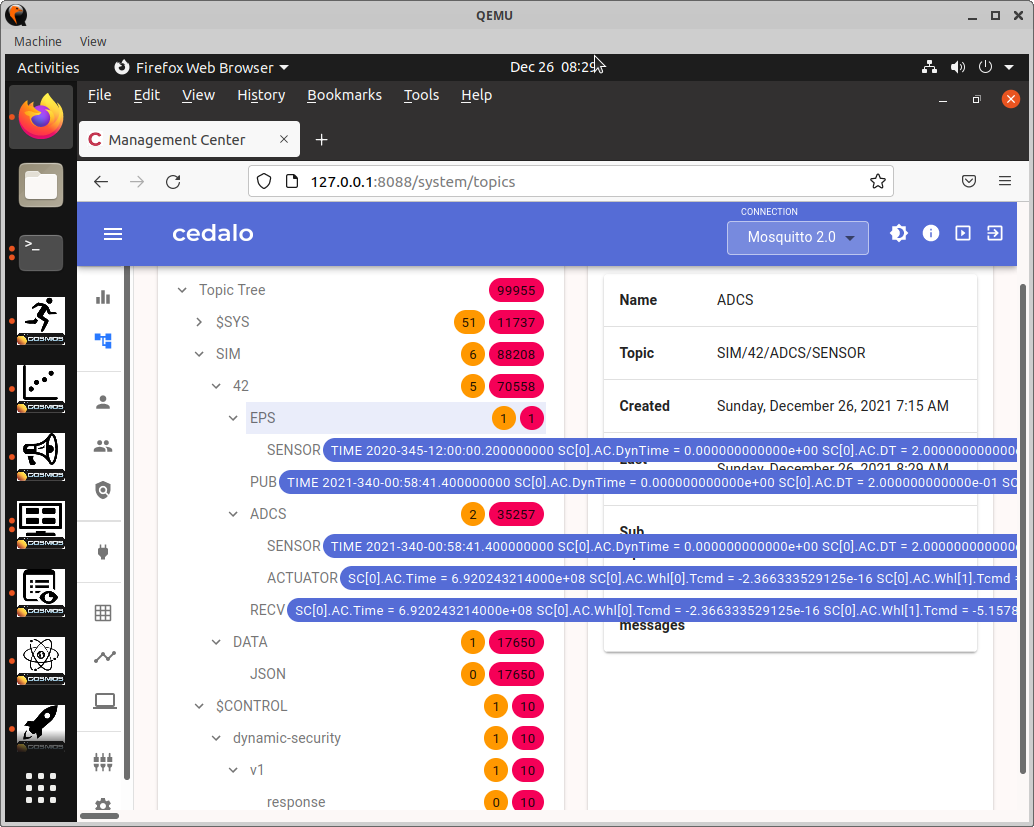 QEMU
Machine View
Activities Firefox Web Browser Dec 26 08:29
File Edit View History Bookmarks Tools Help
C Management Center
127.0.0.1:8088/system/topics
cedalo
CONNECTION
Mosquitto 2.0
Topic Tree 99955
$SYS 51 11737
SIM 6 88208
42 5 70558
EPS 1 1
SENSOR TIME 2020-345-12:00:00.200000000 SC[0].AC.DynTime = 0.000000000000e+00 SC[0].AC.DT = 2.000000000000
PUB TIME 2021-340-00:58:41.400000000 SC[0].AC.DynTime = 0.000000000000e+00 SC[0].AC.DT = 2.000000000000e-01 SC
ADCS 2 35257
SENSOR TIME 2021-340-00:58:41.400000000 SC[0].AC.DynTime = 0.000000000000e+00 SC[0].AC.DT = 2.000000000000
ACTUATOR SC[0].AC.Time = 6.920243214000e+08 SC[0].AC.Whl[0].Tcmd = -2.366333529125e-16 SC[0].AC.Whl[1].Tcmd =
RECV SC[0].AC.Time = 6.920243214000e+08 SC[0].AC.Whl[0].Tcmd = -2.366333529125e-16 SC[0].AC.Whl[1].Tcmd = -5.1578
DATA 1 17650
JSON 0 17650
$CONTROL 1 10
dynamic-security 1 10
v1 1 10
response 0 10
Name ADCS
Topic SIM/42/ADCS/SENSOR
Created Sunday, December 26, 2021 7:15 AM
Last Sunday, December 26, 2021 8:29 AM
Sub
messages
>_
COSMOS
COSMOS
COSMOS
COSMOS
COSMOS
COSMOS
COSMOS